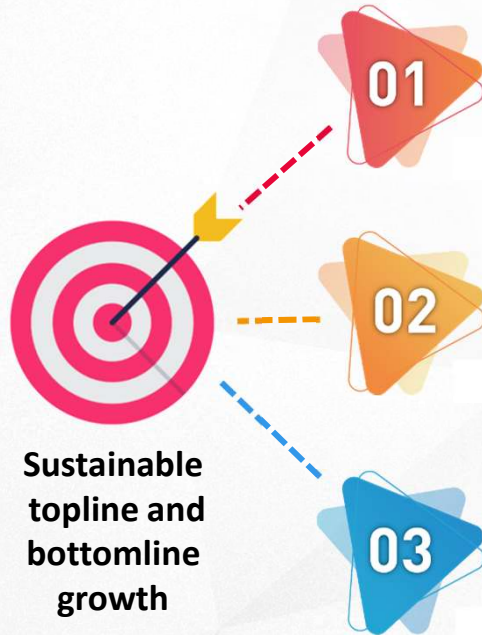 01
02
03
Sustainable
topline and
bottomline
growth